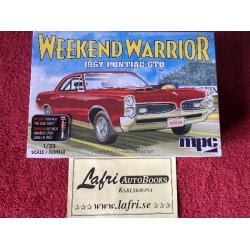 WEEKEND WARRIOR
1967 PONTIAC GTO
1/25
SCALE / ÉCHELLE
mpc
Lafri AUTOBOOKS
KARLSKRONA
www.lafri.se